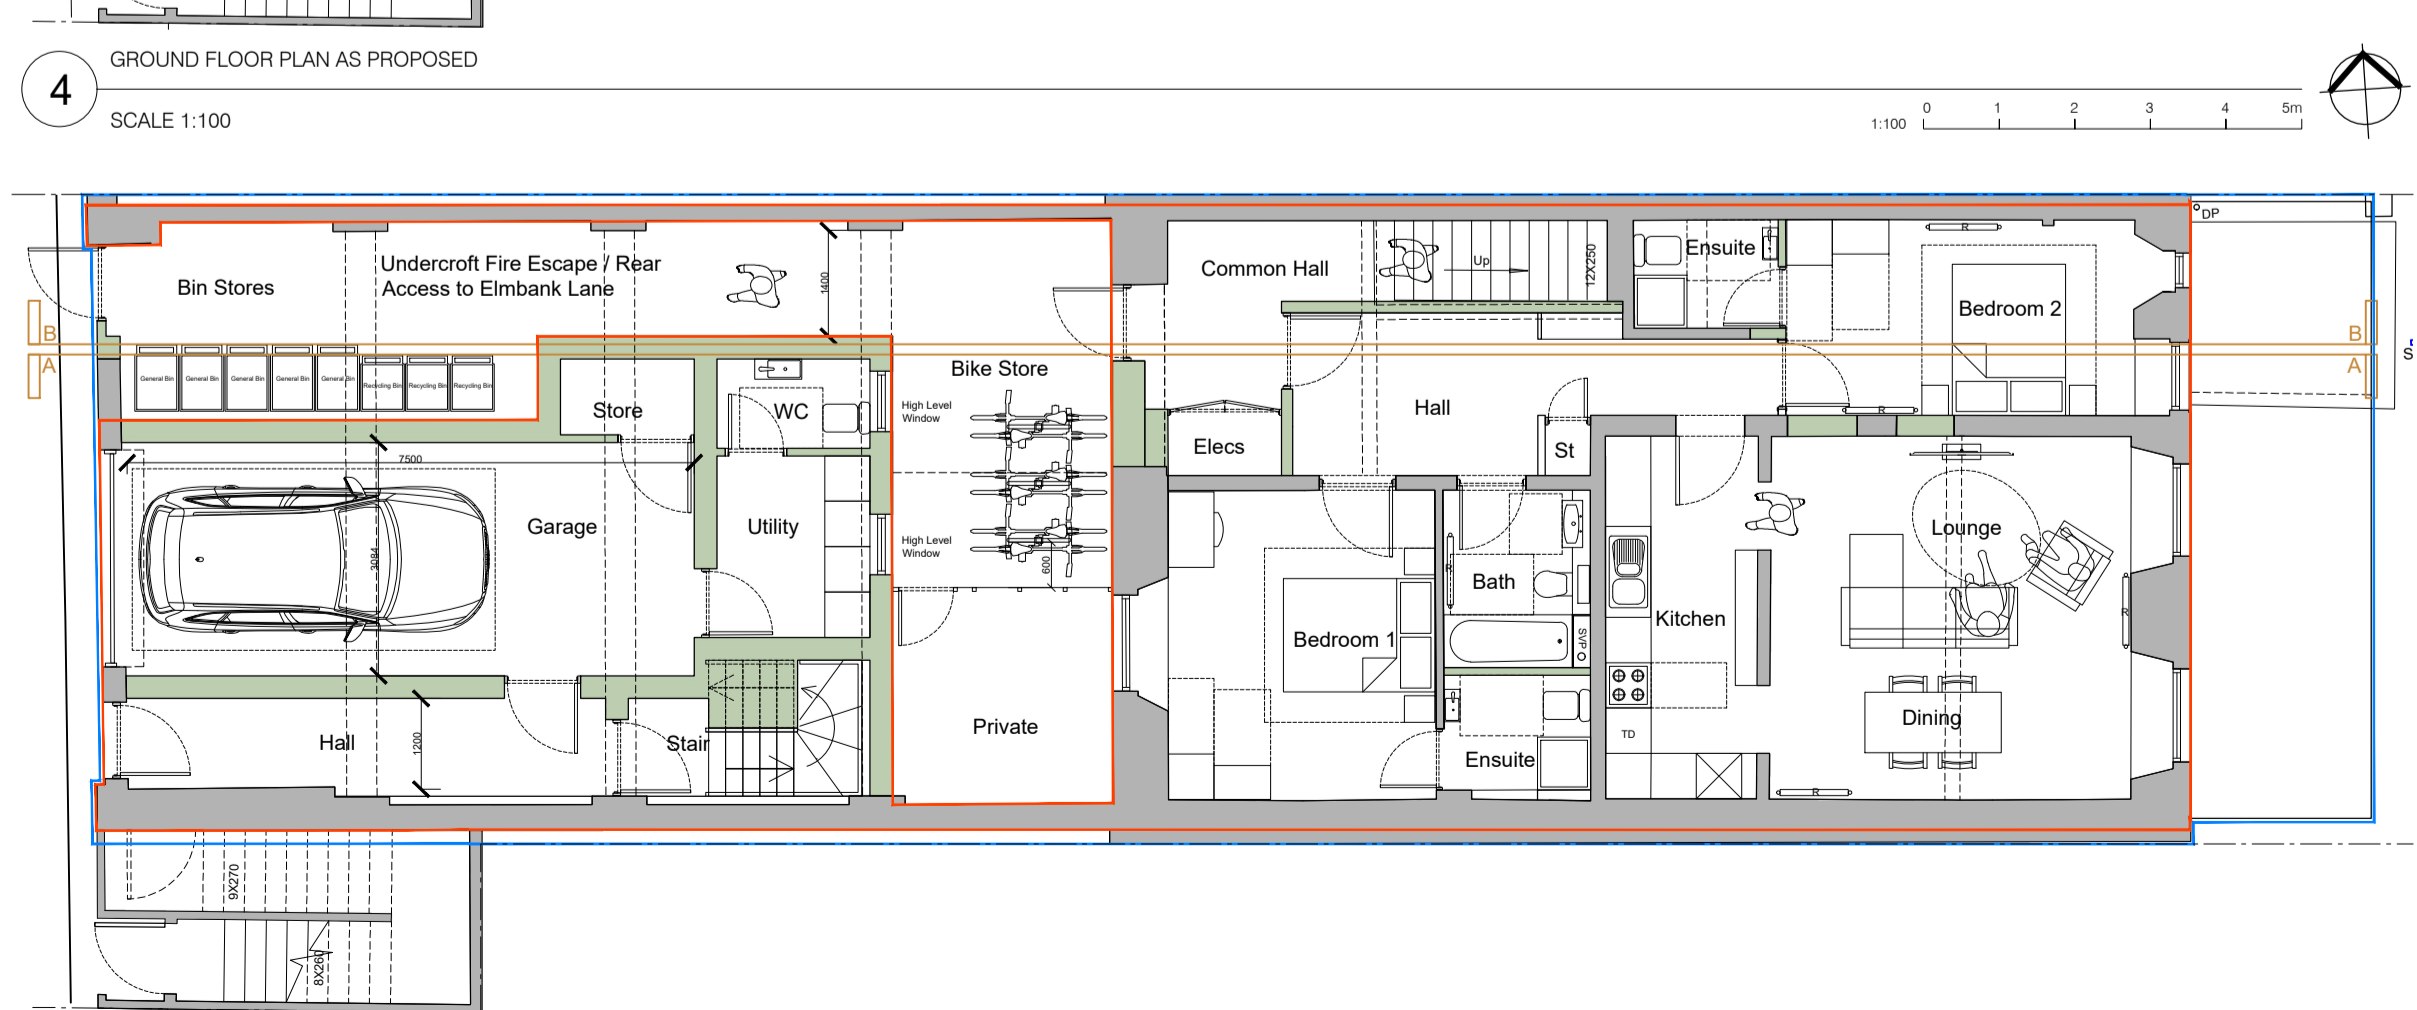 4
GROUND FLOOR PLAN AS PROPOSED
SCALE 1:100
1:100
0 1 2 3 4 5m
DP
Bin Stores
Undercroft Fire Escape / Rear
Access to Elmbank Lane
1400
Common Hall
Up
12X250
Ensuite
R
Bedroom 2
B
A
B
A
S
General Bin
General Bin
General Bin
General Bin
General Bin
Recycling Bin
Recycling Bin
Recycling Bin
Store
WC
Bike Store
High Level
Window
Hall
R
Elecs
St
7500
Garage
3084
Utility
High Level
Window
600
Lounge
Bath
R
R
Bedroom 1
SVP
Kitchen
Private
Dining
TD
Hall
1200
Stair
Ensuite
R
9X270
8X260